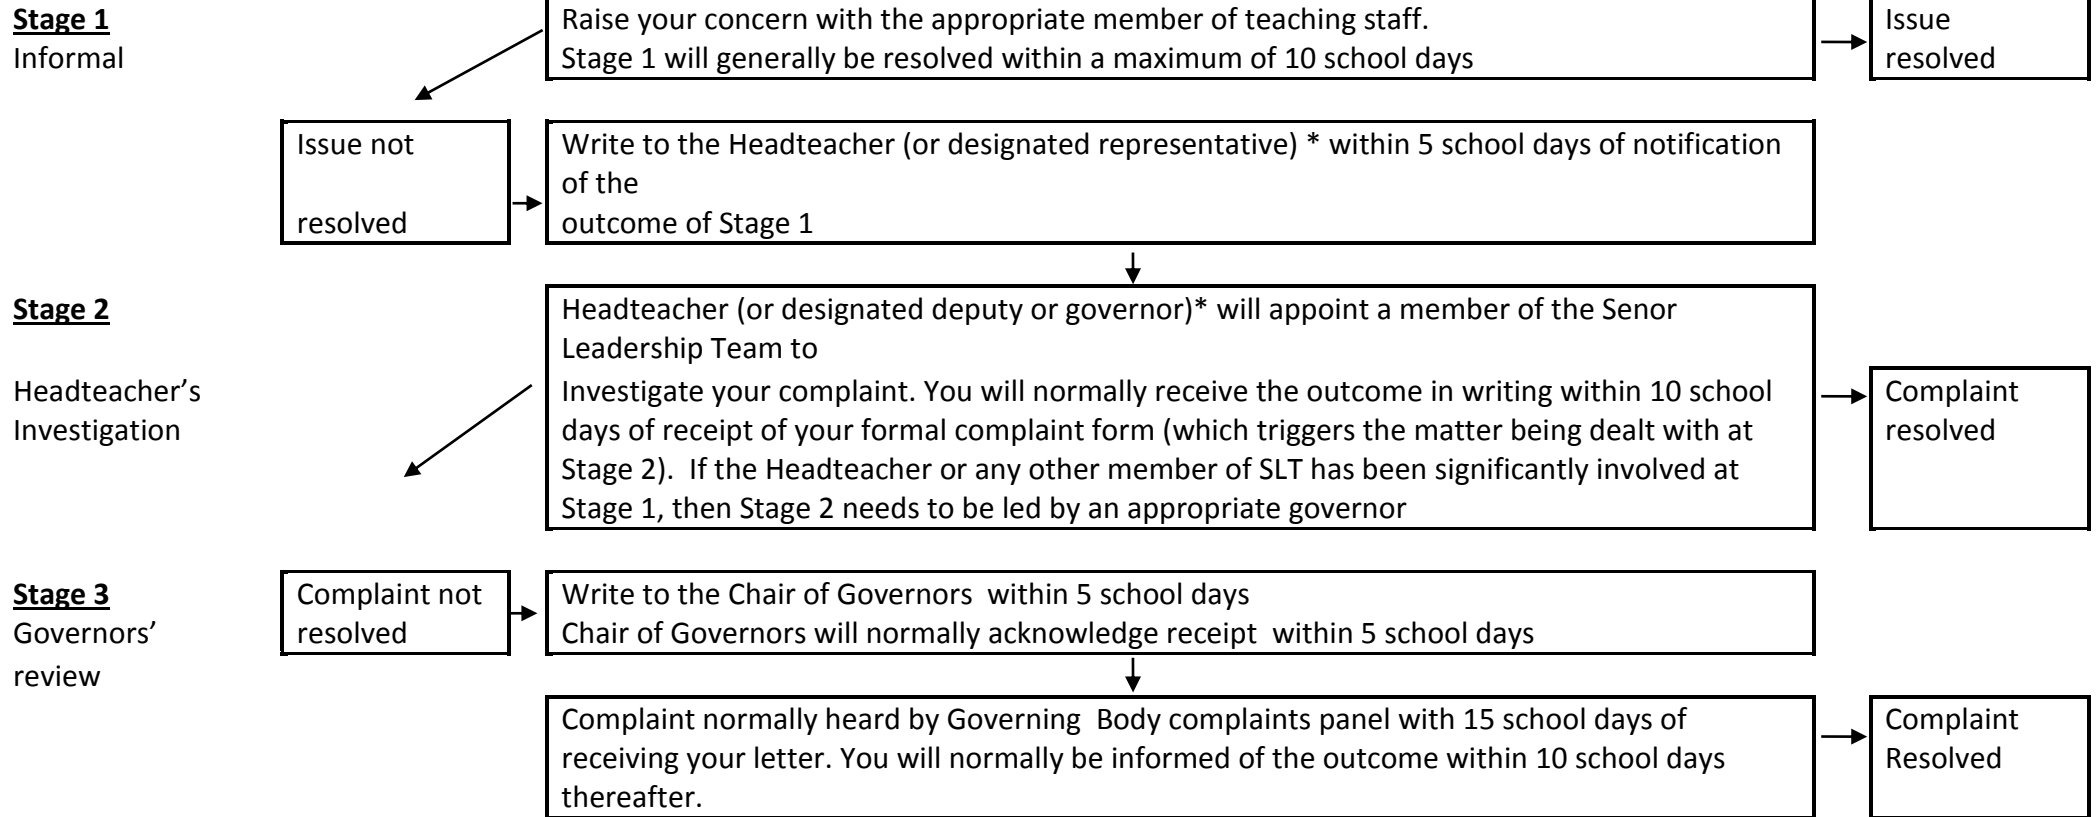 Stage 1
Informal
Raise your concern with the appropriate member of teaching staff.
Stage 1 will generally be resolved within a maximum of 10 school days
Issue
resolved
Issue not
resolved
Write to the Headteacher (or designated representative) * within 5 school days of notification
of the
outcome of Stage 1
Stage 2
Headteacher’s
Investigation
Headteacher (or designated deputy or governor)* will appoint a member of the Senor
Leadership Team to
Investigate your complaint. You will normally receive the outcome in writing within 10 school
days of receipt of your formal complaint form (which triggers the matter being dealt with at
Stage 2). If the Headteacher or any other member of SLT has been significantly involved at
Stage 1, then Stage 2 needs to be led by an appropriate governor
Complaint
resolved
Stage 3
Governors’
review
Complaint not
resolved
Write to the Chair of Governors within 5 school days
Chair of Governors will normally acknowledge receipt within 5 school days
Complaint normally heard by Governing Body complaints panel with 15 school days of
receiving your letter. You will normally be informed of the outcome within 10 school days
thereafter.
Complaint
Resolved